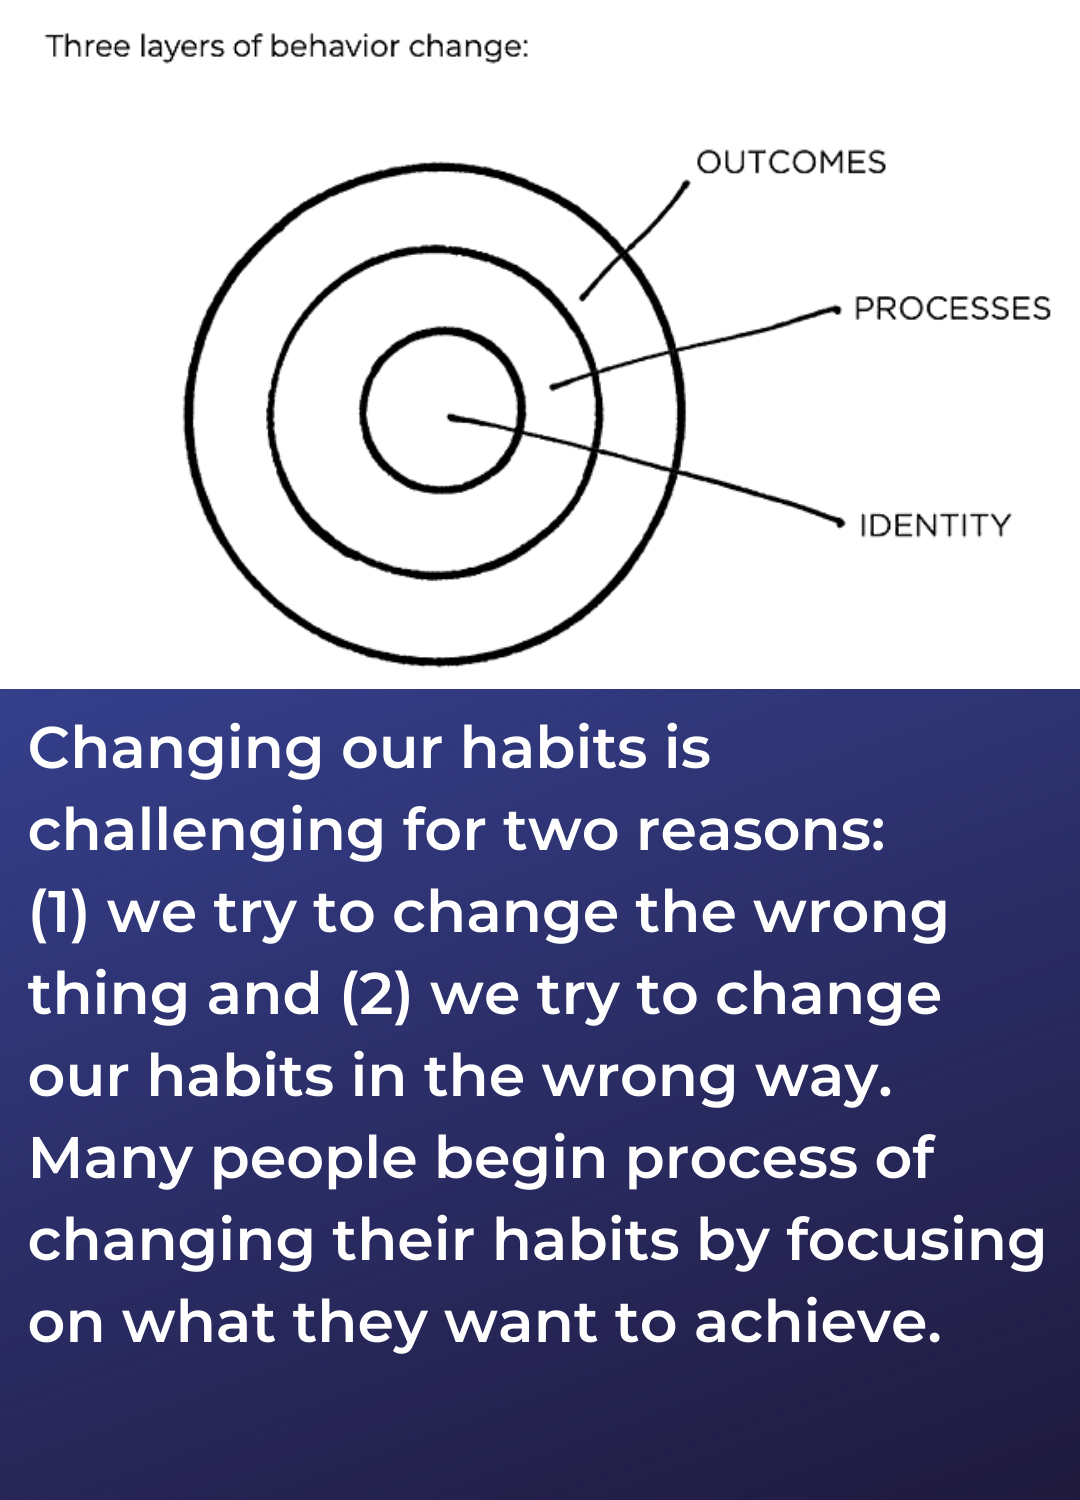 Three layers of behavior change:
OUTCOMES
PROCESSES
IDENTITY
Changing our habits is
challenging for two reasons:
(1) we try to change the wrong
thing and (2) we try to change
our habits in the wrong way.
Many people begin process of
changing their habits by focusing
on what they want to achieve.